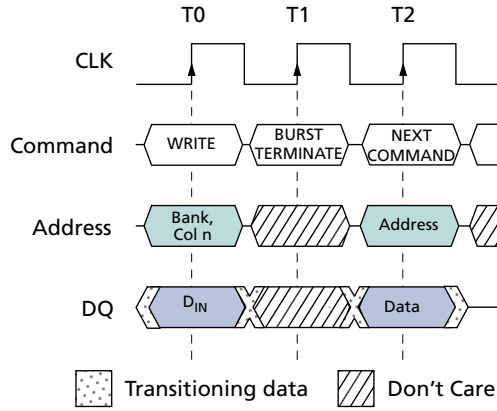 T0 T1 T2
CLK
Command WRITE BURST TERMINATE NEXT COMMAND
Address Bank, Col n Address
DQ DIN Data
Transitioning data Don't Care